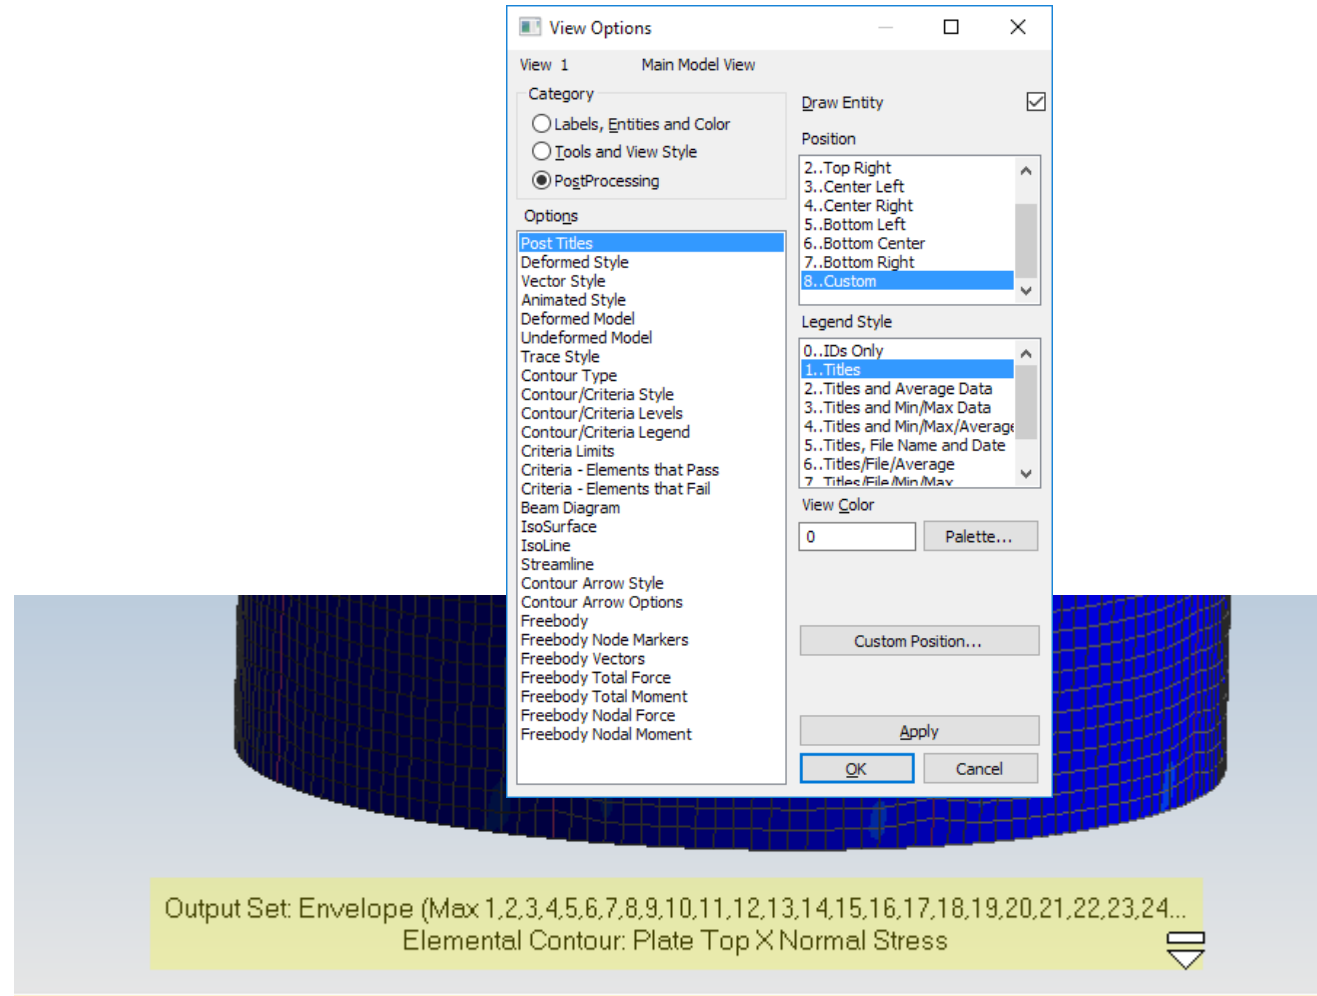 View Options
View 1 Main Model View
Category
Labels, Entities and Color
Tools and View Style
PostProcessing
Options
Post Titles
Deformed Style
Vector Style
Animated Style
Deformed Model
Undeformed Model
Trace Style
Contour Type
Contour/Criteria Style
Contour/Criteria Levels
Contour/Criteria Legend
Criteria Limits
Criteria - Elements that Pass
Criteria - Elements that Fail
Beam Diagram
IsoSurface
IsoLine
Streamline
Contour Arrow Style
Contour Arrow Options
Freebody
Freebody Node Markers
Freebody Vectors
Freebody Total Force
Freebody Total Moment
Freebody Nodal Force
Freebody Nodal Moment
Draw Entity
Position
2..Top Right
3..Center Left
4..Center Right
5..Bottom Left
6..Bottom Center
7..Bottom Right
8..Custom
Legend Style
0..IDs Only
1..Titles
2..Titles and Average Data
3..Titles and Min/Max Data
4..Titles and Min/Max/Average
5..Titles, File Name and Date
6..Titles/File/Average
7..Titles/File/Min/Max
View Color
0
Palette...
Custom Position...
Apply
OK
Cancel
Output Set: Envelope (Max 1,2,3,4,5,6,7,8,9,10,11,12,13,14,15,16,17,18,19,20,21,22,23,24...
Elemental Contour: Plate Top X Normal Stress